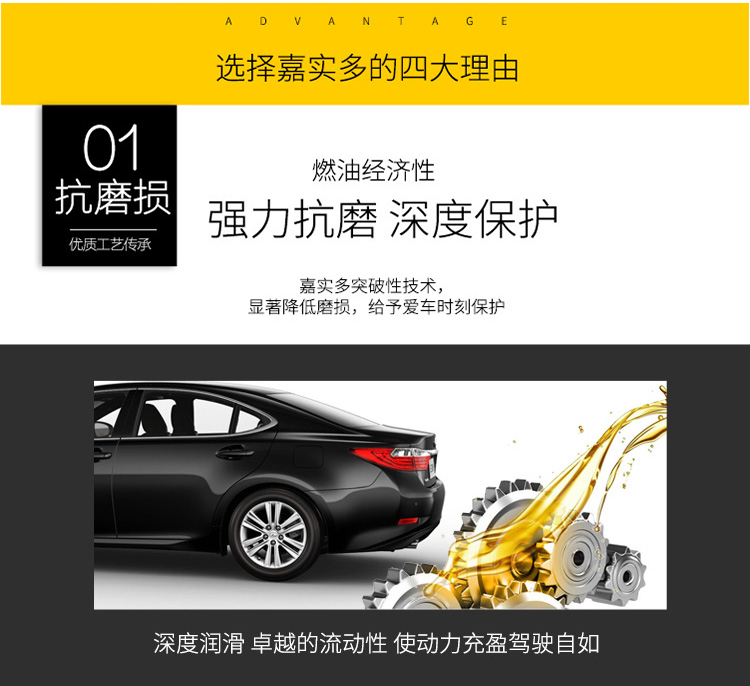 ADVANTAGE
选择嘉实多的四大理由
01
抗磨损
优质工艺传承
燃油经济性
强力抗磨 深度保护
嘉实多突破性技术，
显著降低磨损，给予爱车时刻保护
深度润滑 卓越的流动性 使动力充盈驾驶自如